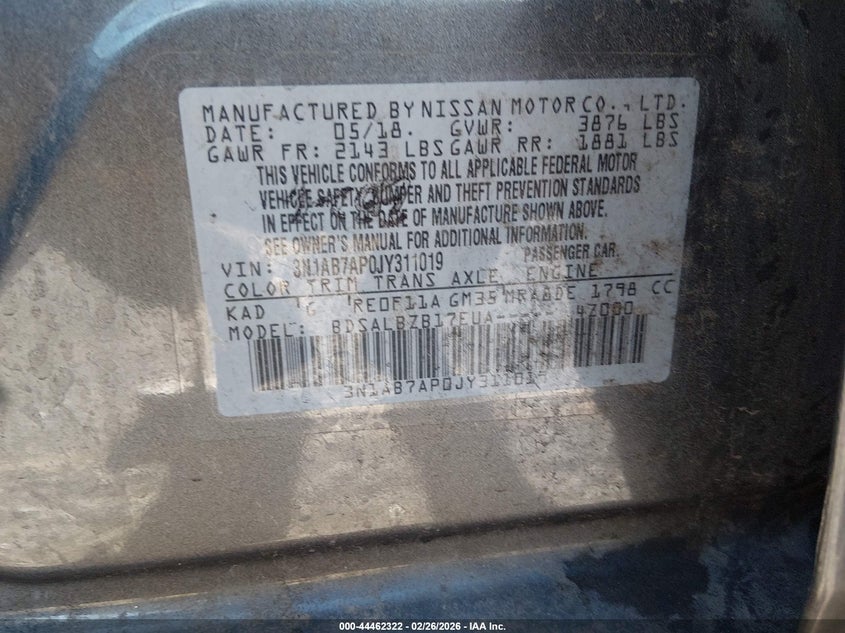 MANUFACTURED BY NISSAN MOTOR CO., LTD.
DATE: 05/18. GVWR: 3876 LBS
GAWR FR: 2143 LBS GAWR RR: 1881 LBS
THIS VEHICLE CONFORMS TO ALL APPLICABLE FEDERAL MOTOR
VEHICLE SAFETY, BUMPER AND THEFT PREVENTION STANDARDS
IN EFFECT ON THE DATE OF MANUFACTURE SHOWN ABOVE.
SEE OWNER'S MANUAL FOR ADDITIONAL INFORMATION.
VIN: 3N1AB7AP0JY311019 PASSENGER CAR
COLOR TRIM TRANS AXLE ENGINE
KAD G RE0F11A GM35 MRA8DE 1798 CC
MODEL: BDSALBZB17EUA----- 47000
3N1AB7AP0JY31101
000-44462322 | 02/26/2026 - IAA Inc.